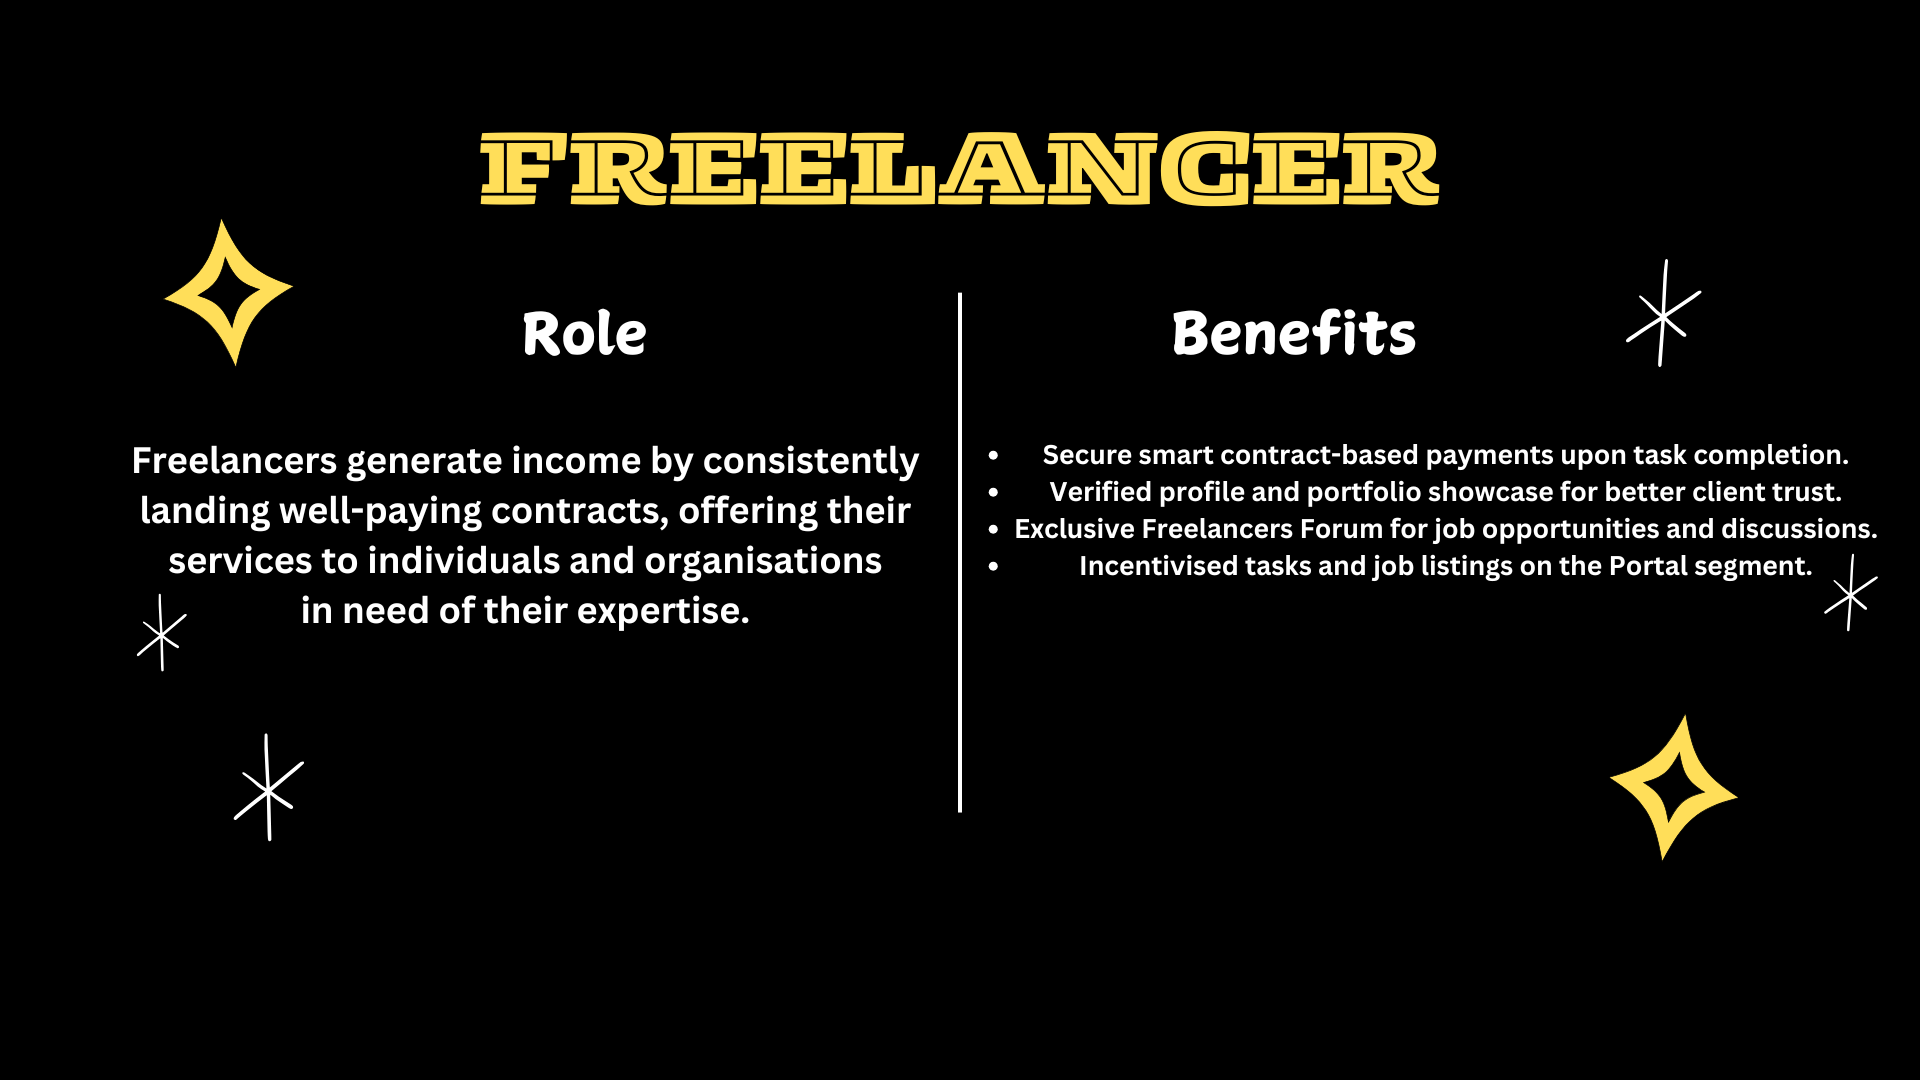 FREELANCER
Role
Freelancers generate income by consistently
landing well-paying contracts, offering their
services to individuals and organisations
in need of their expertise.
Benefits
• Secure smart contract-based payments upon task completion.
• Verified profile and portfolio showcase for better client trust.
• Exclusive Freelancers Forum for job opportunities and discussions.
• Incentivised tasks and job listings on the Portal segment.